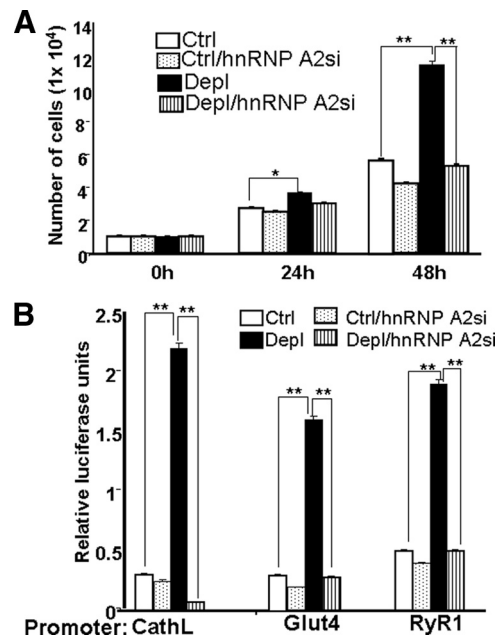 A
Number of cells (1x 10⁴)
14
12
10
8
6
4
2
0
Ctrl
Ctrl/hnRNP A2si
Depl
Depl/hnRNP A2si
*
**
**
0h
24h
48h
B
Relative luciferase units
2.5
2
1.5
1
0.5
0
Ctrl
Ctrl/hnRNP A2si
Depl
Depl/hnRNP A2si
**
**
**
**
**
**
Promoter: CathL
Glut4
RyR1